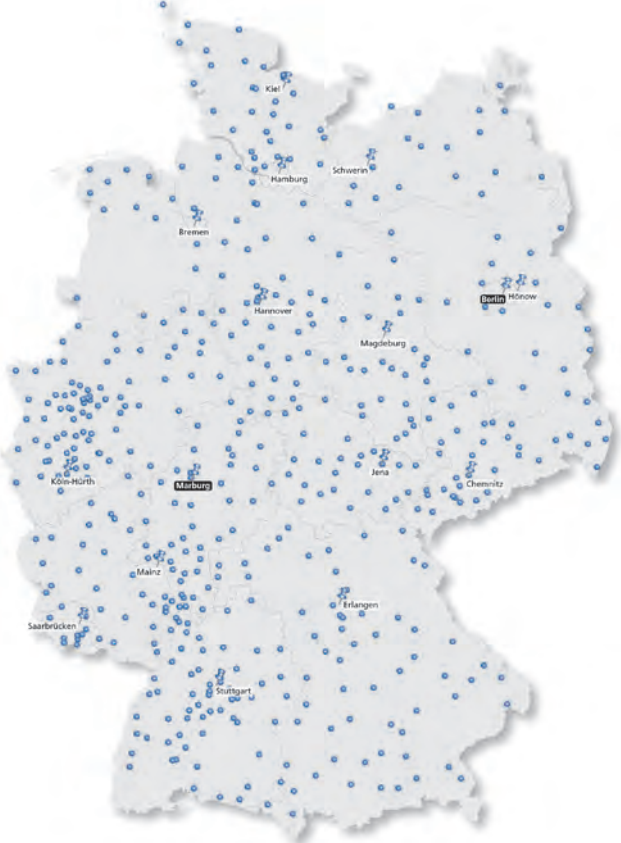 Kiel
Schwerin
Hamburg
Bremen
Berlin
Hönow
Hannover
Magdeburg
Jena
Köln-Hürth
Marburg
Chemnitz
Mainz
Erlangen
Saarbrücken
Stuttgart